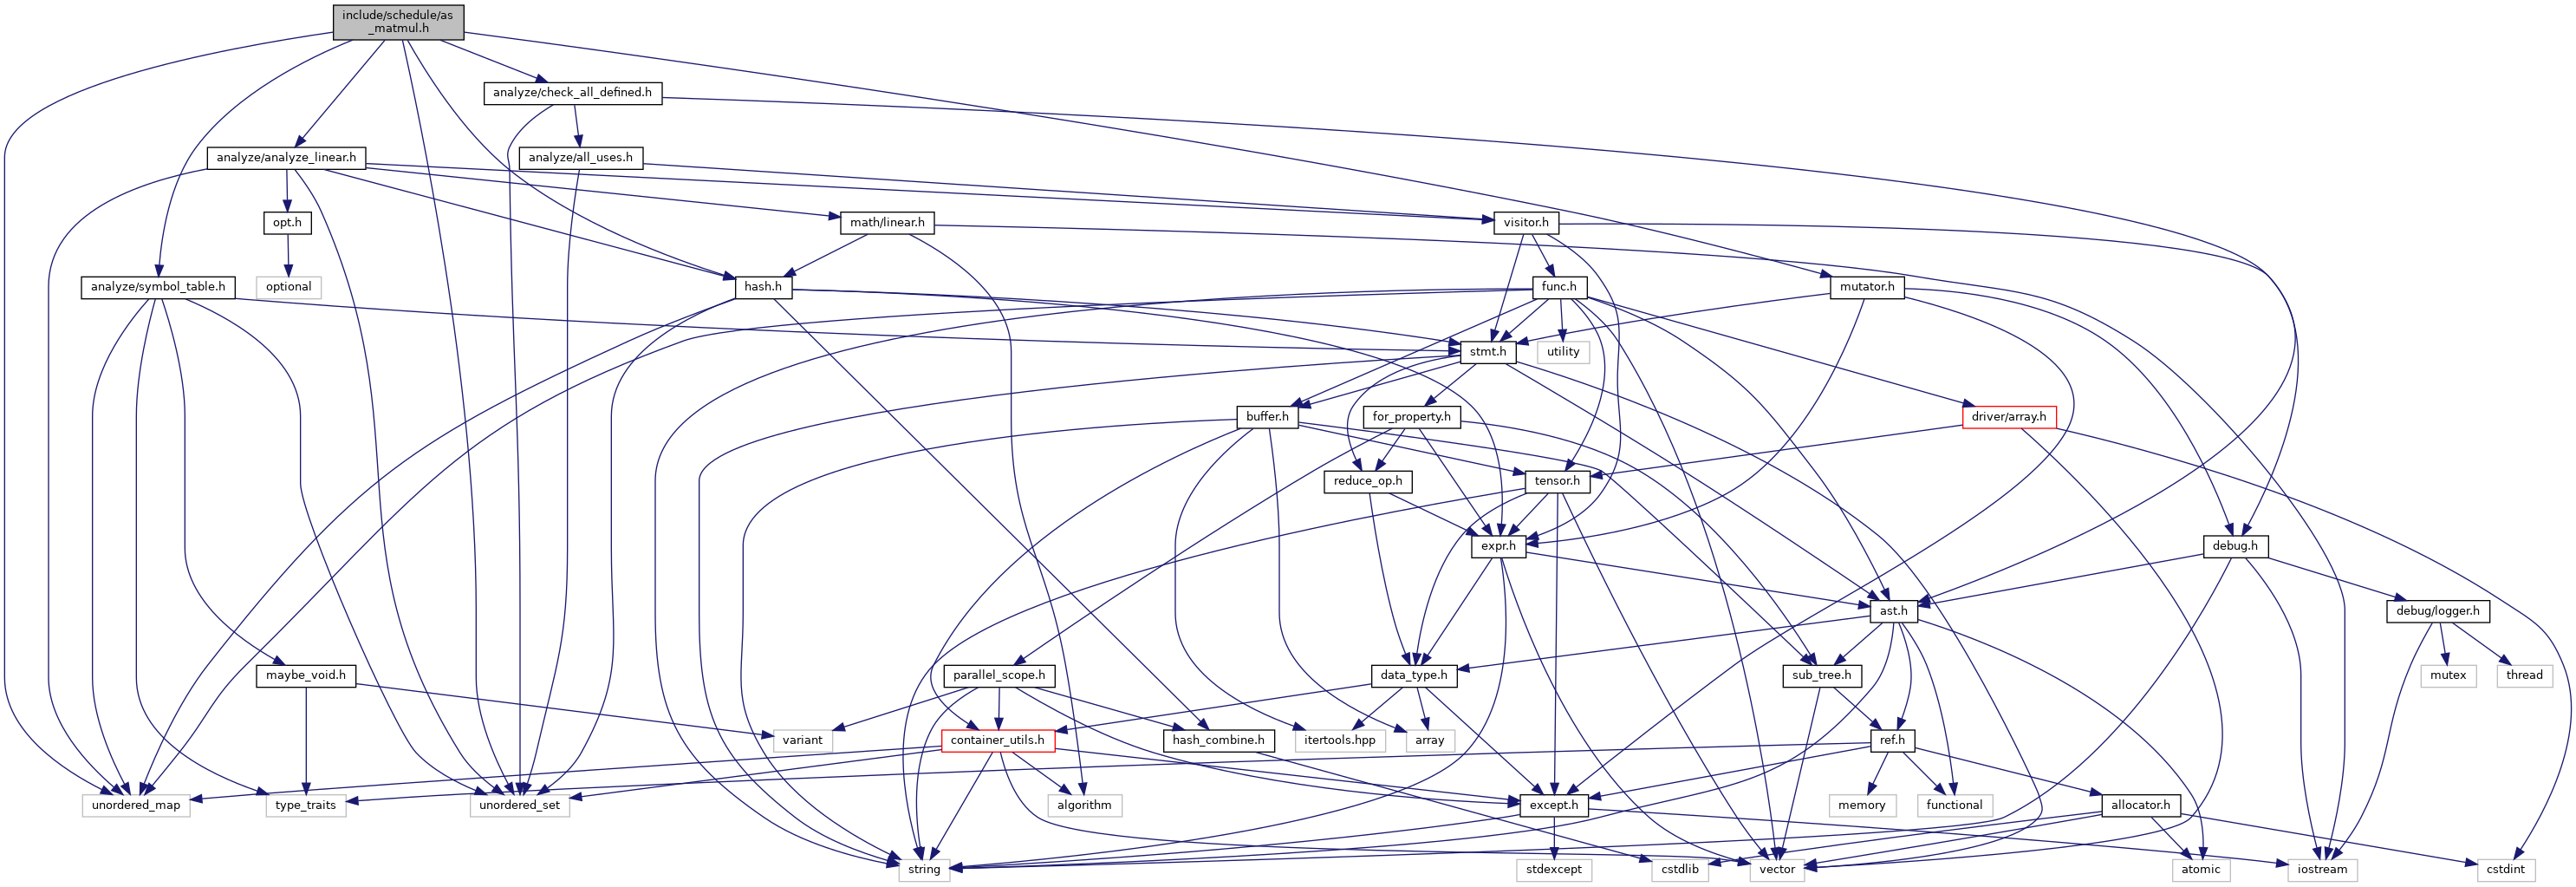 include/schedule/as
_matmul.h
analyze/check_all_defined.h
analyze/analyze_linear.h
analyze/all_uses.h
opt.h
math/linear.h
visitor.h
analyze/symbol_table.h
optional
hash.h
func.h
mutator.h
stmt.h
utility
buffer.h
for_property.h
driver/array.h
reduce_op.h
tensor.h
expr.h
debug.h
ast.h
debug/logger.h
maybe_void.h
parallel_scope.h
data_type.h
sub_tree.h
mutex
thread
variant
container_utils.h
hash_combine.h
itertools.hpp
array
ref.h
unordered_map
type_traits
unordered_set
algorithm
except.h
memory
functional
allocator.h
string
stdexcept
cstdlib
vector
atomic
iostream
cstdint